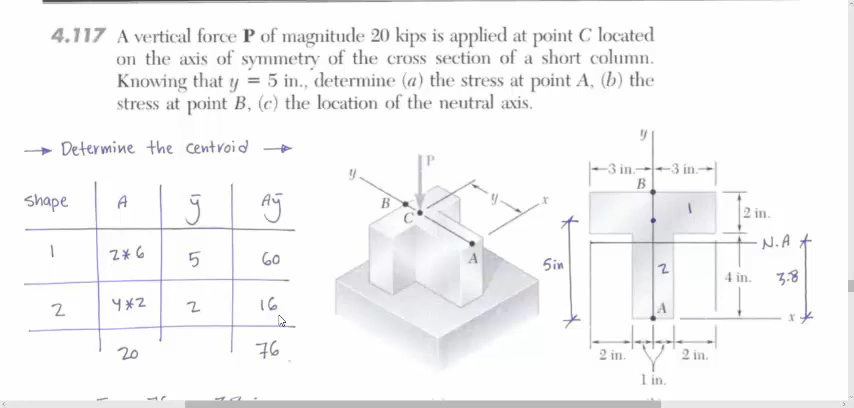 4.117 A vertical force P of magnitude 20 kips is applied at point C located
on the axis of symmetry of the cross section of a short column.
Knowing that y = 5 in., determine (a) the stress at point A, (b) the
stress at point B, (c) the location of the neutral axis.
→ Determine the centroid →
Shape A ȳ Aȳ
1 2*6 5 60
2 4*2 2 16
20 76
P
y
B
C
y
x
A
y
3 in. 3 in.
B
1
2 in.
N.A
5in
2
4 in.
3.8
A
x
2 in. 2 in.
1 in.